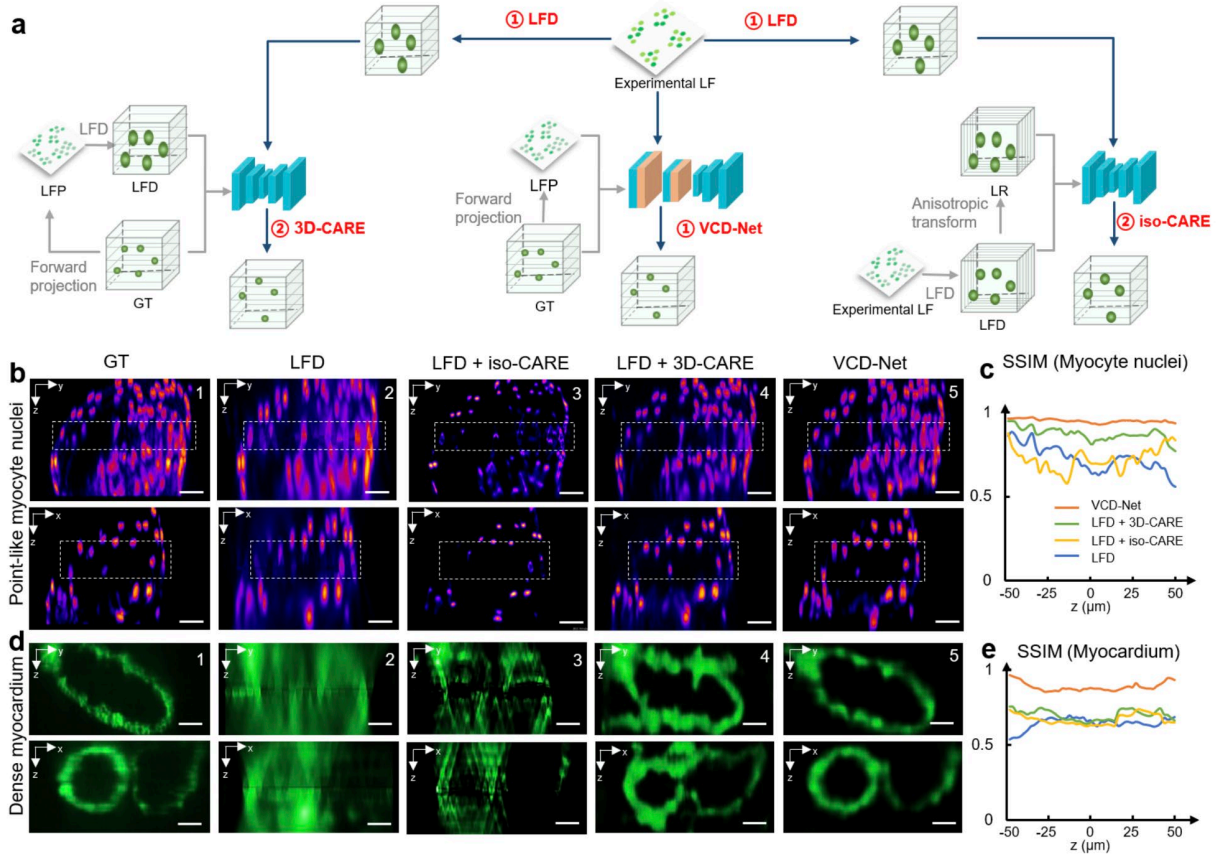 a
① LFD
① LFD
Experimental LF
LFD
LFP
LFD
Forward
projection
GT
② 3D-CARE
LFP
Forward
projection
GT
① VCD-Net
LR
Anisotropic
transform
LFD
Experimental LF
LFD
② iso-CARE
b
GT
LFD
LFD + iso-CARE
LFD + 3D-CARE
VCD-Net
Point-like myocyte nuclei
y
z
1
y
z
2
y
z
3
y
z
4
y
z
5
x
z
x
z
x
z
x
z
x
z
c
SSIM (Myocyte nuclei)
1
0.5
0
VCD-Net
LFD + 3D-CARE
LFD + iso-CARE
LFD
-50 -25 0 25 50
z (μm)
d
Dense myocardium
y
z
1
y
z
2
y
z
3
y
z
4
y
z
5
x
z
x
z
x
z
x
z
x
z
e
SSIM (Myocardium)
1
0.5
0
-50 -25 0 25 50
z (μm)